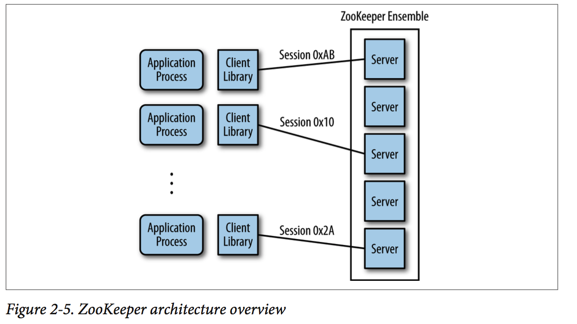 ZooKeeper Ensemble
Application
Process
Client
Library
Session 0xAB
Server
Server
Application
Process
Client
Library
Session 0x10
Server
Server
Application
Process
Client
Library
Session 0x2A
Server
Figure 2-5. ZooKeeper architecture overview